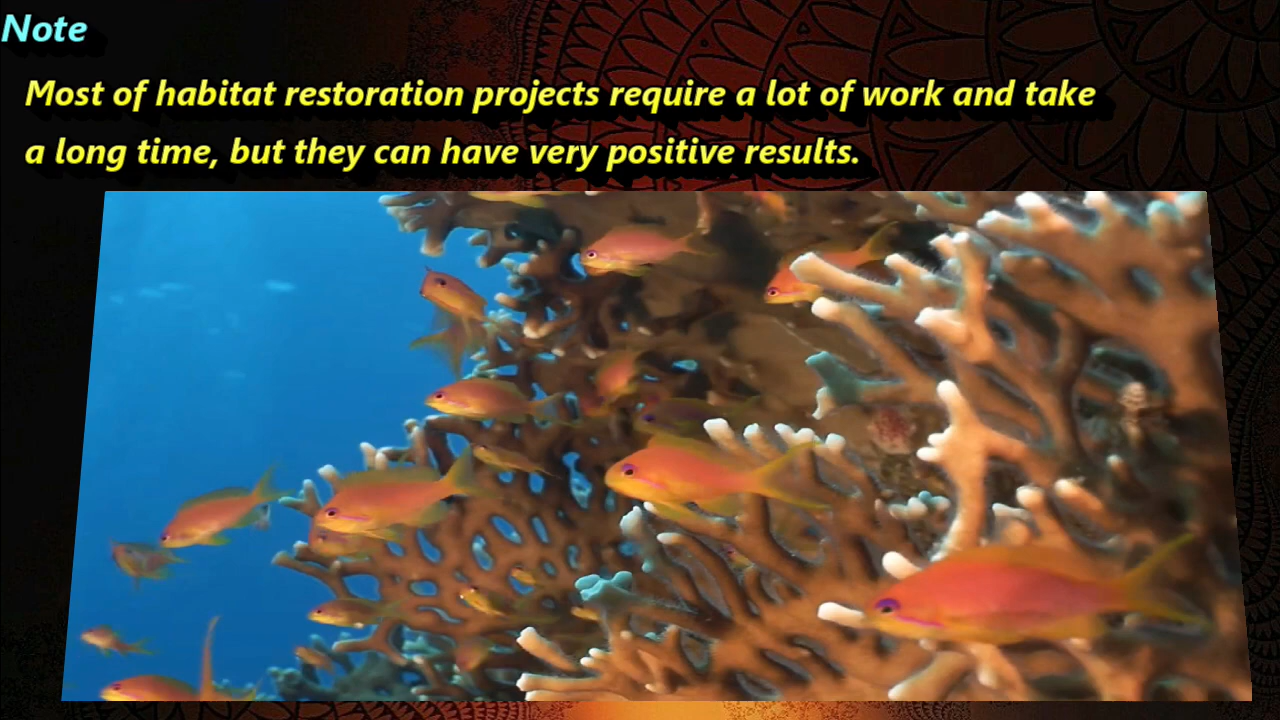 Note
Most of habitat restoration projects require a lot of work and take
a long time, but they can have very positive results.